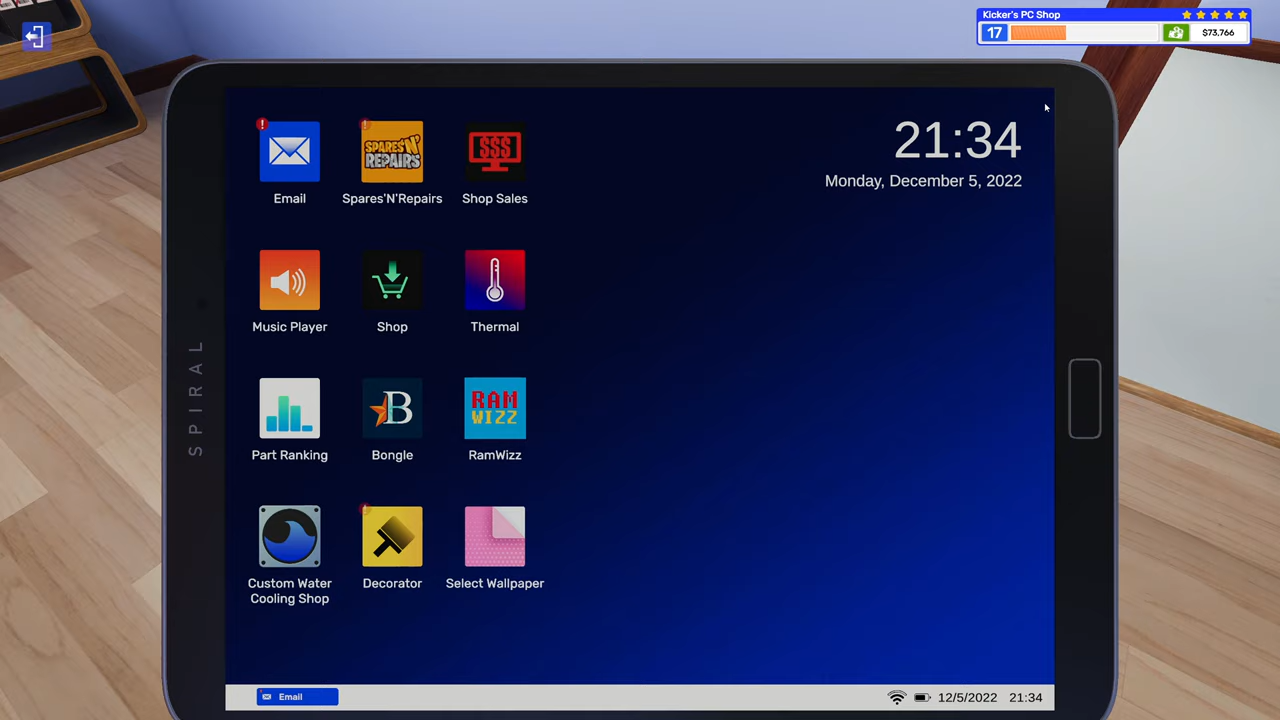 Kicker's PC Shop
17
$73,766
21:34
Monday, December 5, 2022
SPARES'N'
REPAIRS
$$$
Email
Spares'N'Repairs
Shop Sales
Music Player
Shop
Thermal
B
RAM
WIZZ
Part Ranking
Bongle
RamWizz
Custom Water
Cooling Shop
Decorator
Select Wallpaper
SPIRAL
Email
12/5/2022
21:34